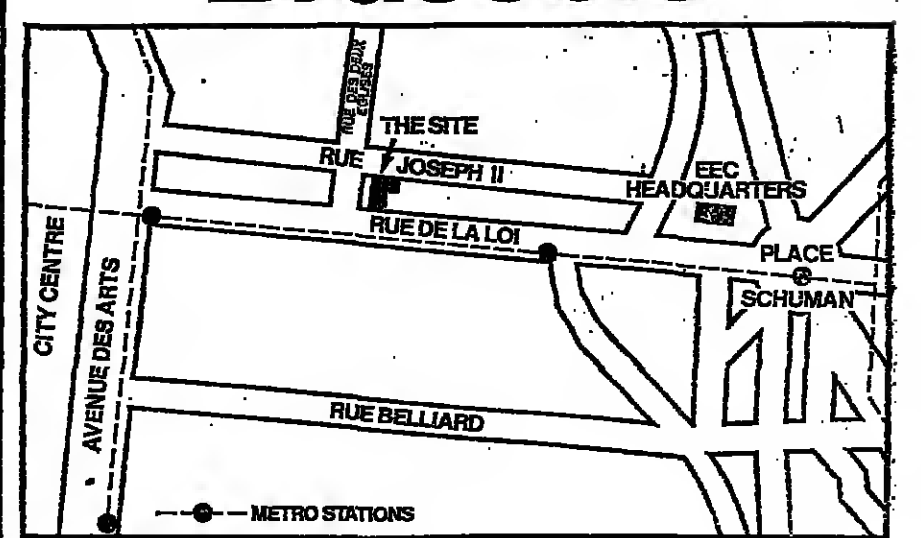 RUE DES DEUX
EGLISES
THE SITE
RUE
JOSEPH II
EEC
HEADQUARTERS
RUE DE LA LOI
PLACE
SCHUMAN
CITY CENTRE
AVENUE DES ARTS
RUE BELLIARD
METRO STATIONS